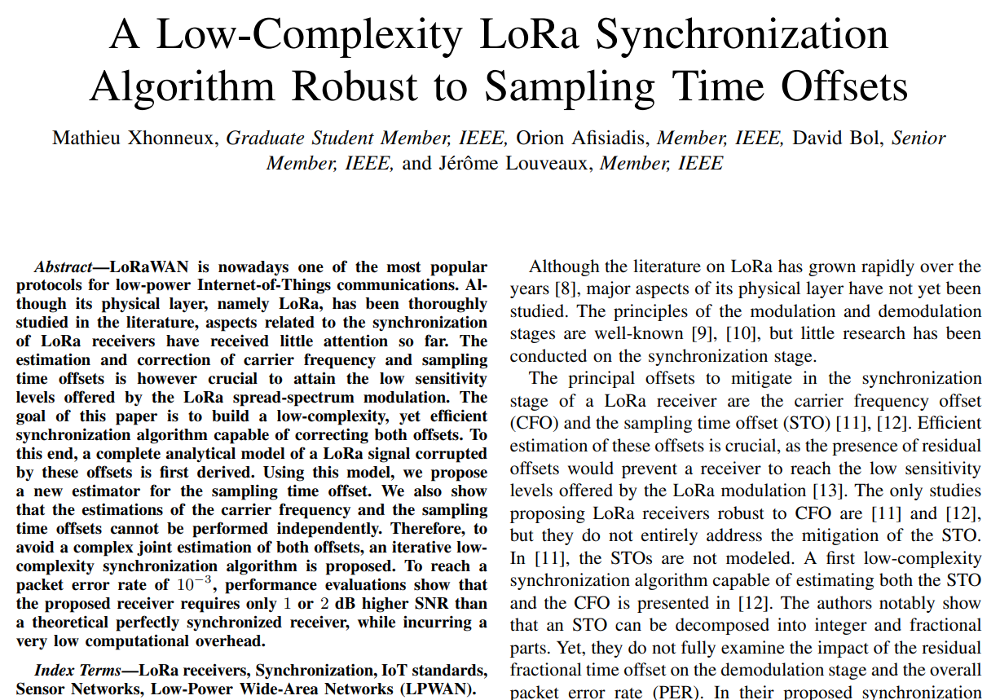 A Low-Complexity LoRa Synchronization
Algorithm Robust to Sampling Time Offsets
Mathieu Xhonneux, Graduate Student Member, IEEE, Orion Afisiadis, Member, IEEE, David Bol, Senior
Member, IEEE, and Jérôme Louveaux, Member, IEEE
Abstract—LoRaWAN is nowadays one of the most popular
protocols for low-power Internet-of-Things communications. Al-
though its physical layer, namely LoRa, has been thoroughly
studied in the literature, aspects related to the synchronization
of LoRa receivers have received little attention so far. The
estimation and correction of carrier frequency and sampling
time offsets is however crucial to attain the low sensitivity
levels offered by the LoRa spread-spectrum modulation. The
goal of this paper is to build a low-complexity, yet efficient
synchronization algorithm capable of correcting both offsets. To
this end, a complete analytical model of a LoRa signal corrupted
by these offsets is first derived. Using this model, we propose
a new estimator for the sampling time offset. We also show
that the estimations of the carrier frequency and the sampling
time offsets cannot be performed independently. Therefore, to
avoid a complex joint estimation of both offsets, an iterative low-
complexity synchronization algorithm is proposed. To reach a
packet error rate of 10⁻³, performance evaluations show that
the proposed receiver requires only 1 or 2 dB higher SNR than
a theoretical perfectly synchronized receiver, while incurring a
very low computational overhead.
Index Terms—LoRa receivers, Synchronization, IoT standards,
Sensor Networks, Low-Power Wide-Area Networks (LPWAN).
Although the literature on LoRa has grown rapidly over the
years [8], major aspects of its physical layer have not yet been
studied. The principles of the modulation and demodulation
stages are well-known [9], [10], but little research has been
conducted on the synchronization stage.
The principal offsets to mitigate in the synchronization
stage of a LoRa receiver are the carrier frequency offset
(CFO) and the sampling time offset (STO) [11], [12]. Efficient
estimation of these offsets is crucial, as the presence of residual
offsets would prevent a receiver to reach the low sensitivity
levels offered by the LoRa modulation [13]. The only studies
proposing LoRa receivers robust to CFO are [11] and [12],
but they do not entirely address the mitigation of the STO.
In [11], the STOs are not modeled. A first low-complexity
synchronization algorithm capable of estimating both the STO
and the CFO is presented in [12]. The authors notably show
that an STO can be decomposed into integer and fractional
parts. Yet, they do not fully examine the impact of the residual
fractional time offset on the demodulation stage and the overall
packet error rate (PER). In their proposed synchronization